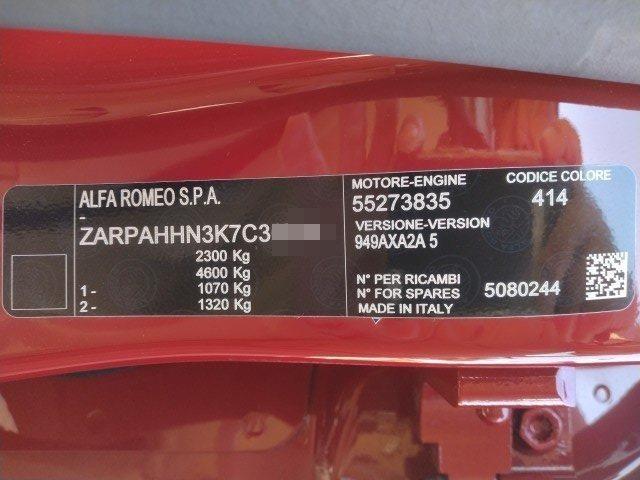 ALFA ROMEO S.P.A.
-
ZARPAHHN3K7C3
2300 Kg
4600 Kg
1- 1070 Kg
2- 1320 Kg
MOTORE-ENGINE CODICE COLORE
55273835 414
VERSIONE-VERSION
949AXA2A 5
N° PER RICAMBI
N° FOR SPARES 5080244
MADE IN ITALY